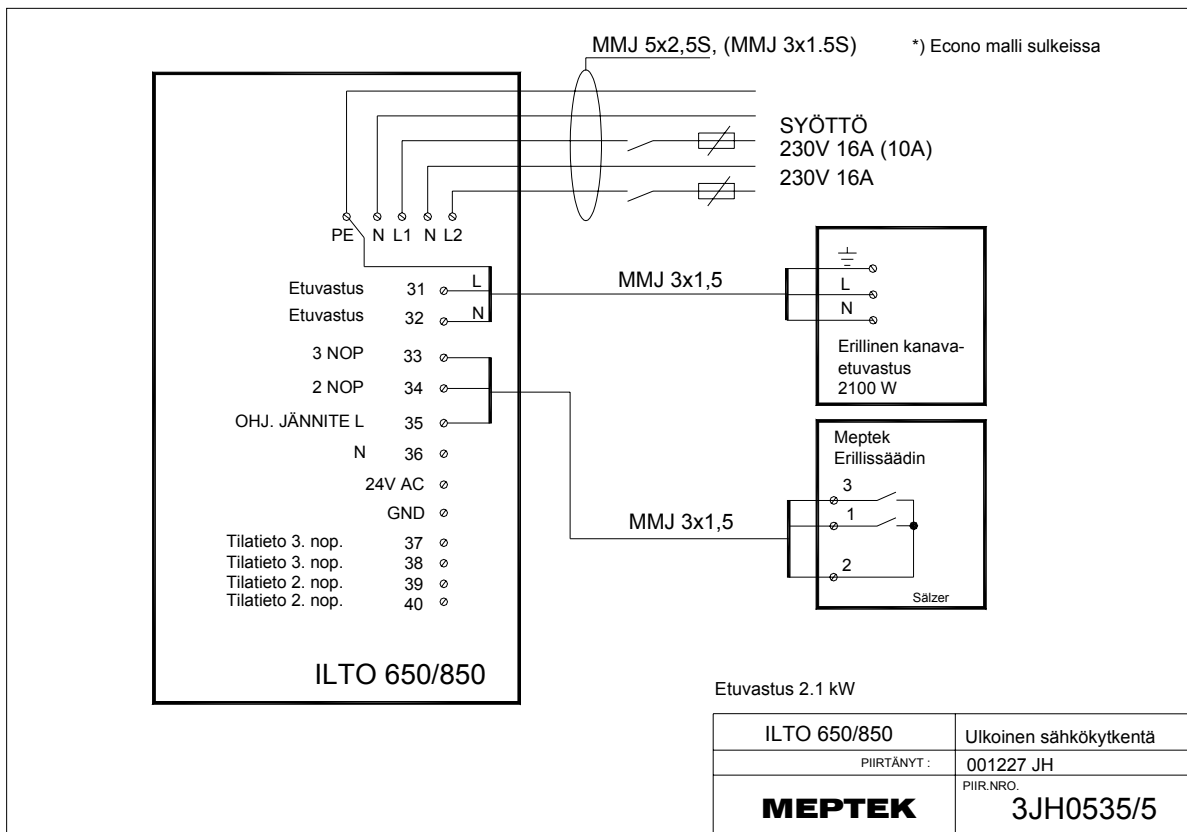 MMJ 5x2,5S, (MMJ 3x1.5S)
*) Econo malli sulkeissa
SYÖTTÖ
230V 16A (10A)
230V 16A
PE N L1 N L2
Etuvastus 31 L
Etuvastus 32 N
3 NOP 33
2 NOP 34
OHJ. JÄNNITE L 35
N 36
24V AC
GND
Tilatieto 3. nop. 37
Tilatieto 3. nop. 38
Tilatieto 2. nop. 39
Tilatieto 2. nop. 40
ILTO 650/850
MMJ 3x1,5
L
N
Erillinen kanava-
etuvastus
2100 W
MMJ 3x1,5
Meptek
Erillissäädin
3
1
2
Sälzer
Etuvastus 2.1 kW
ILTO 650/850
Ulkoinen sähkökytkentä
PIIRTÄNYT :
001227 JH
MEPTEK
PIIR.NRO.
3JH0535/5